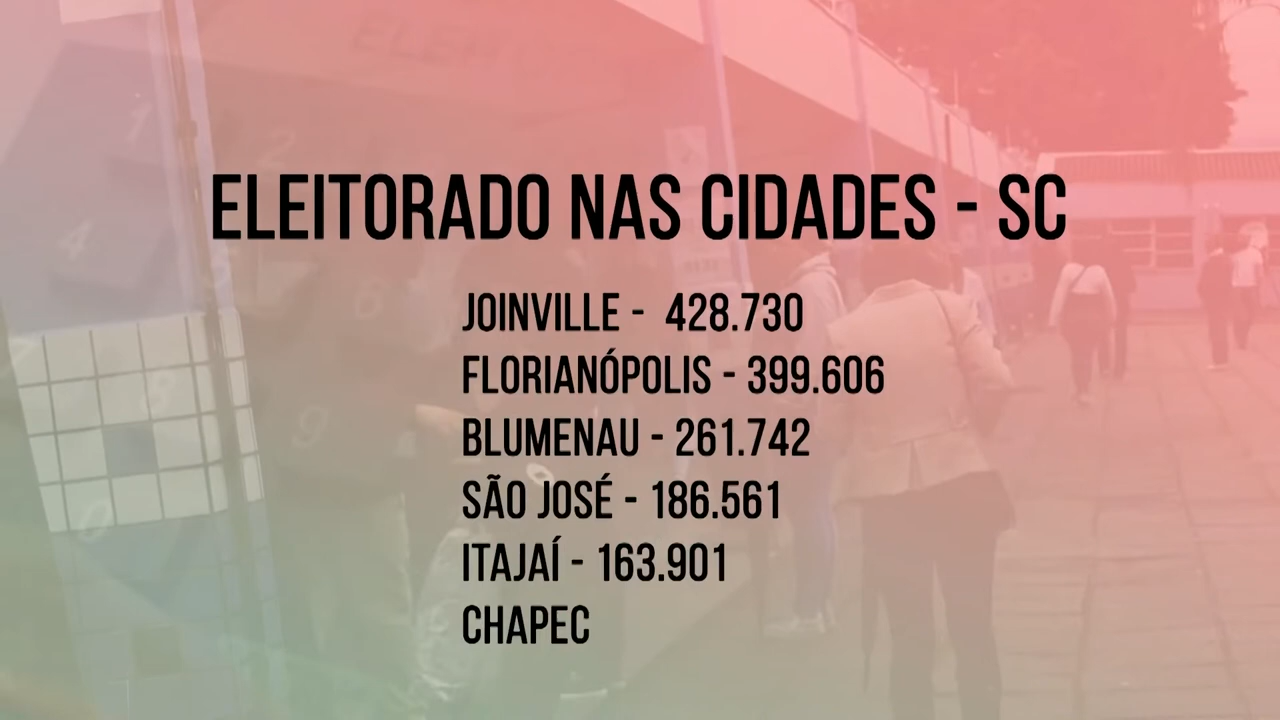 ELEITORADO NAS CIDADES - SC
JOINVILLE - 428.730
FLORIANÓPOLIS - 399.606
BLUMENAU - 261.742
SÃO JOSÉ - 186.561
ITAJAÍ - 163.901
CHAPEC